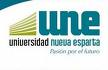 une
universidad nueva esparta
Pasión por el futuro